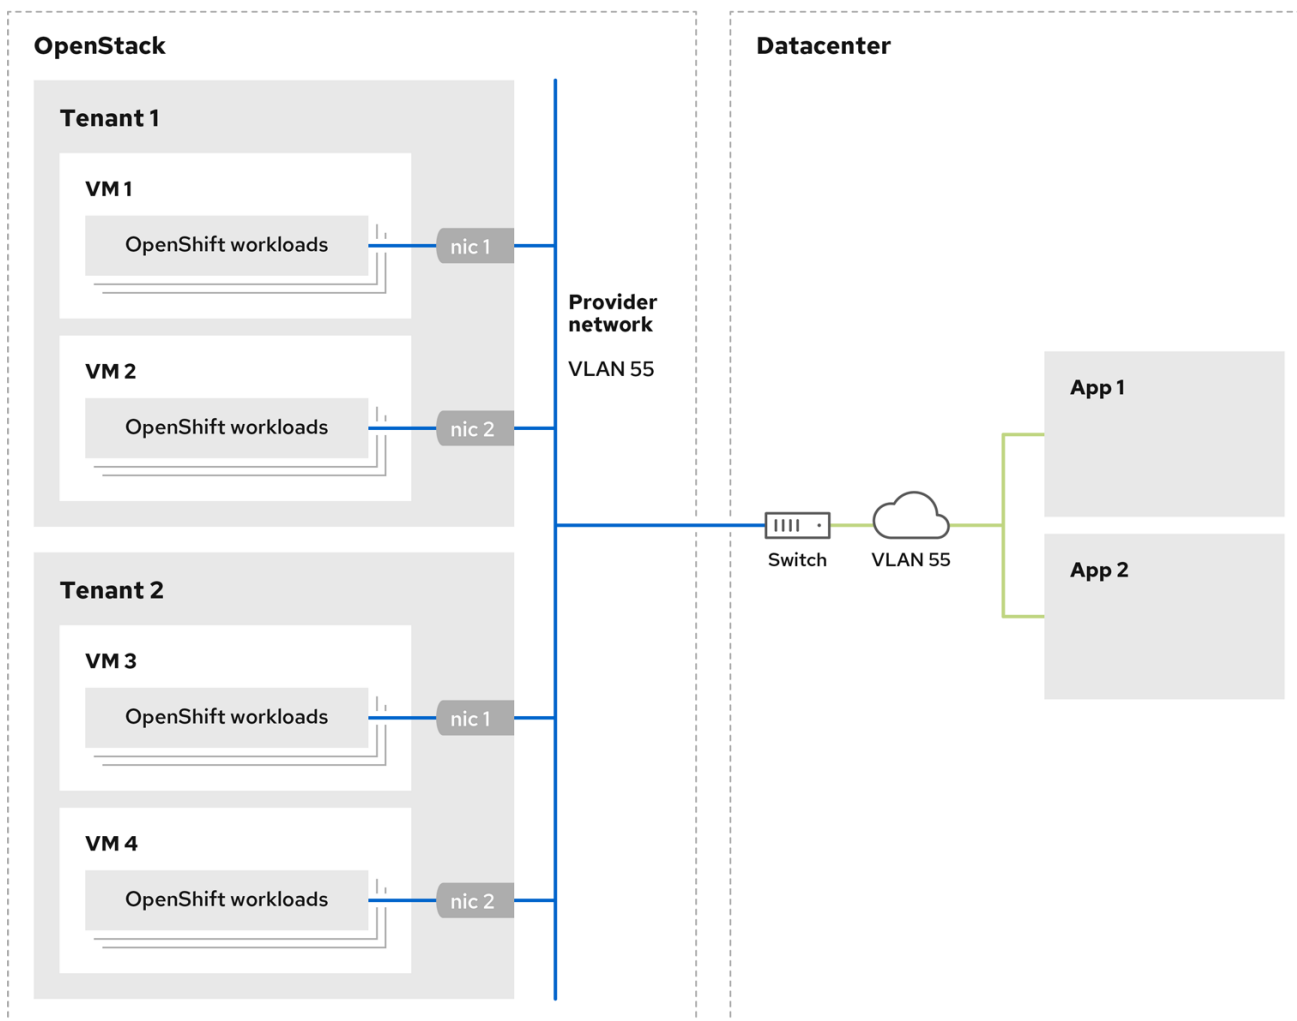 OpenStack
Tenant 1
VM 1
OpenShift workloads
nic 1
VM 2
OpenShift workloads
nic 2
Provider
network
VLAN 55
Tenant 2
VM 3
OpenShift workloads
nic 1
VM 4
OpenShift workloads
nic 2
Datacenter
Switch
VLAN 55
App 1
App 2